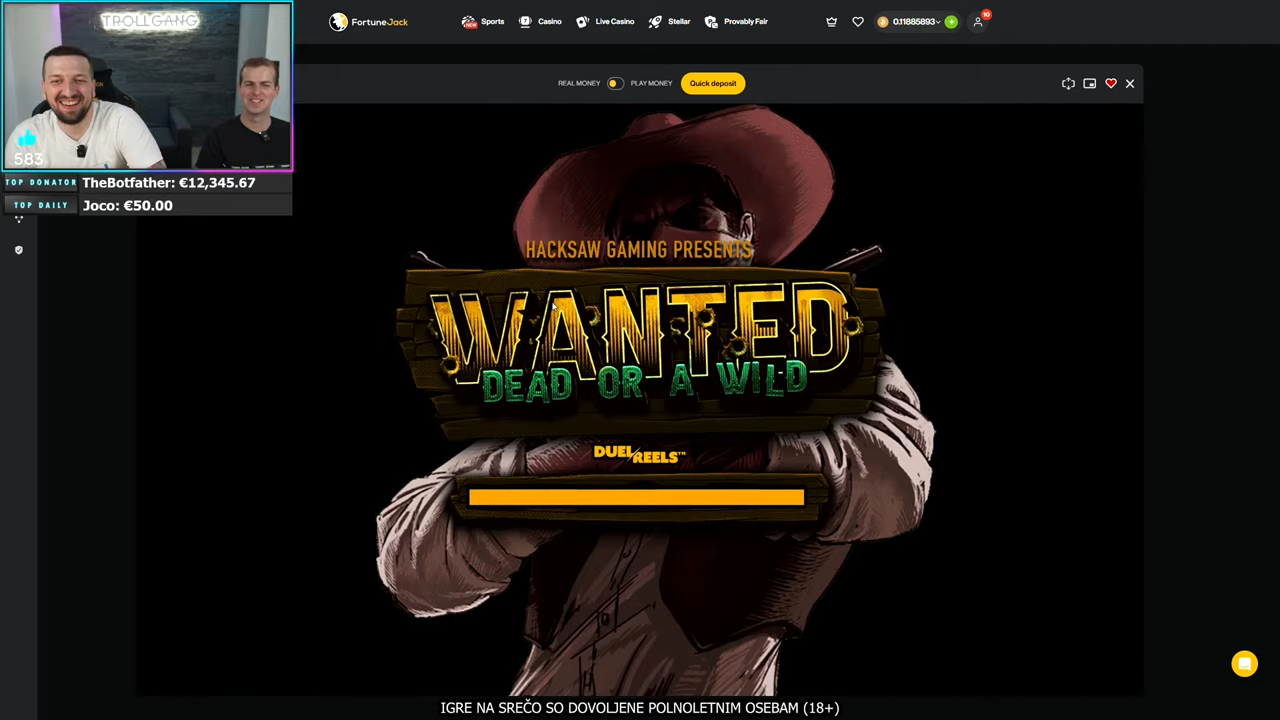 TROLLGANG
583
TOP DONATOR TheBotfather: €12,345.67
TOP DAILY Joco: €50.00
FortuneJack
NEW Sports
Casino
Live Casino
Stellar
Provably Fair
0.11885893
10
REAL MONEY
PLAY MONEY
Quick deposit
HACKSAW GAMING PRESENTS
WANTED
DEAD OR A WILD
DUEL/REELS™
IGRE NA SREČO SO DOVOLJENE POLNOLETNIM OSEBAM (18+)